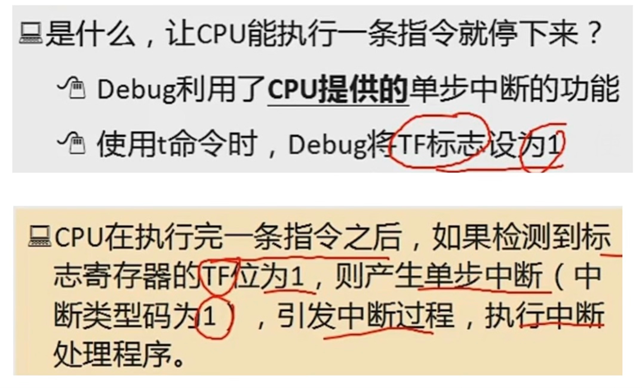 是什么，让CPU能执行一条指令就停下来？
Debug利用了CPU提供的单步中断的功能
使用t命令时，Debug将TF标志设为1
CPU在执行完一条指令之后，如果检测到标
志寄存器的TF位为1，则产生单步中断（中
断类型码为1），引发中断过程，执行中断
处理程序。